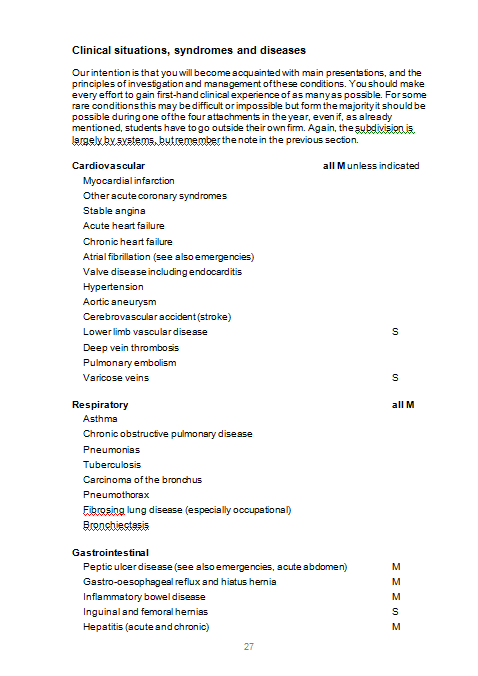 Clinical situations, syndromes and diseases
Our intention is that you will become acquainted with main presentations, and the
principles of investigation and management of these conditions. You should make
every effort to gain first-hand clinical experience of as many as possible. For some
rare conditions this may be difficult or impossible but form the majority it should be
possible during one of the four attachments in the year, even if, as already
mentioned, students have to go outside their own firm. Again, the subdivision is
largely by systems, but remember the note in the previous section.
Cardiovascular all M unless indicated
Myocardial infarction
Other acute coronary syndromes
Stable angina
Acute heart failure
Chronic heart failure
Atrial fibrillation (see also emergencies)
Valve disease including endocarditis
Hypertension
Aortic aneurysm
Cerebrovascular accident (stroke)
Lower limb vascular disease S
Deep vein thrombosis
Pulmonary embolism
Varicose veins S
Respiratory all M
Asthma
Chronic obstructive pulmonary disease
Pneumonias
Tuberculosis
Carcinoma of the bronchus
Pneumothorax
Fibrosing lung disease (especially occupational)
Bronchiectasis
Gastrointestinal
Peptic ulcer disease (see also emergencies, acute abdomen) M
Gastro-oesophageal reflux and hiatus hernia M
Inflammatory bowel disease M
Inguinal and femoral hernias S
Hepatitis (acute and chronic) M
27